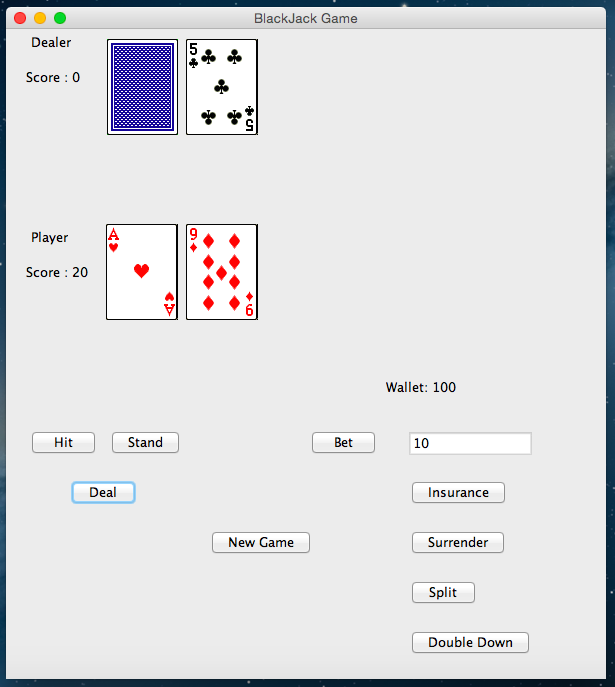 BlackJack Game
Dealer
Score : 0
5
5
Player
Score : 20
A
9
A
9
Wallet: 100
Hit
Stand
Bet
10
Deal
Insurance
New Game
Surrender
Split
Double Down